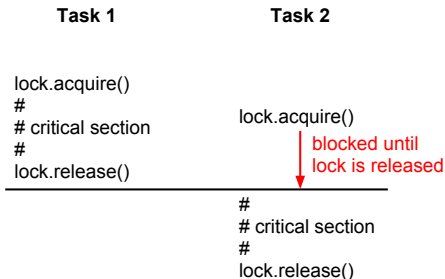 Task 1
Task 2
lock.acquire()
#
# critical section
#
lock.release()
lock.acquire()
blocked until
lock is released
#
# critical section
#
lock.release()